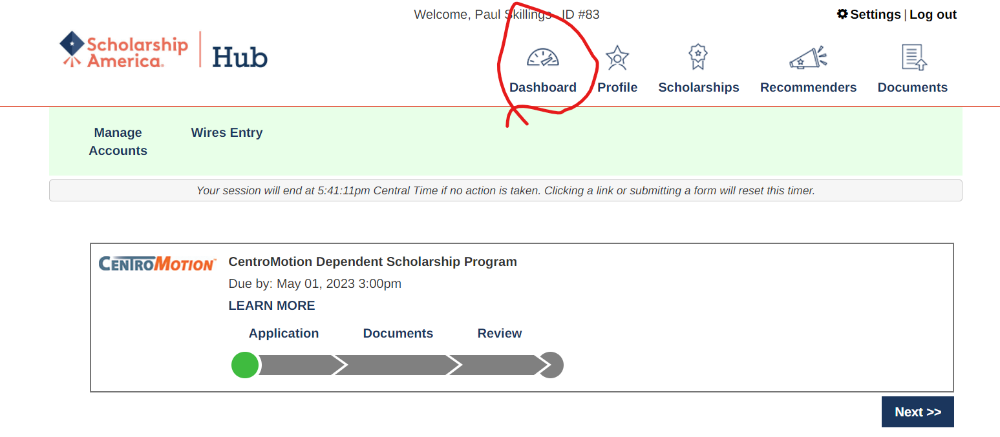 Welcome, Paul Skillings - ID #83
Settings | Log out
Scholarship
America.
Hub
Dashboard
Profile
Scholarships
Recommenders
Documents
Manage
Accounts
Wires Entry
Your session will end at 5:41:11pm Central Time if no action is taken. Clicking a link or submitting a form will reset this timer.
CENTROMOTION™
CentroMotion Dependent Scholarship Program
Due by: May 01, 2023 3:00pm
LEARN MORE
Application
Documents
Review
Next >>